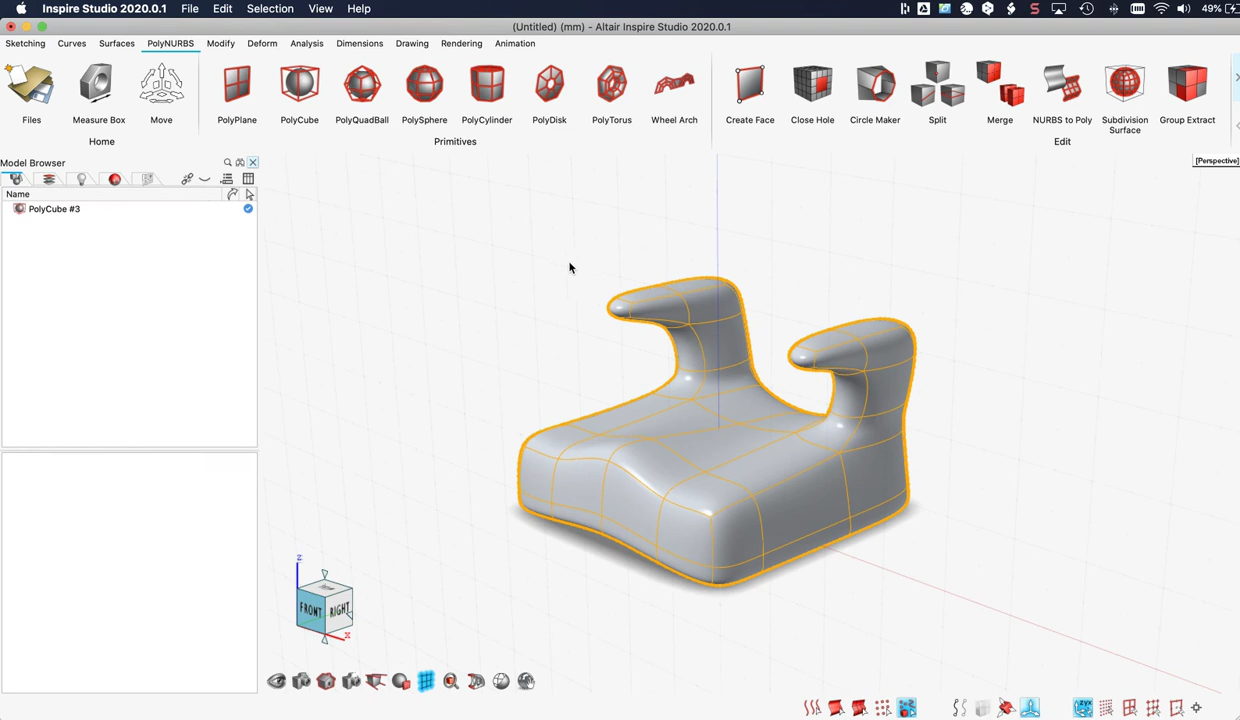 Inspire Studio 2020.0.1 File Edit Selection View Help 49%
(Untitled) (mm) - Altair Inspire Studio 2020.0.1
Sketching Curves Surfaces PolyNURBS Modify Deform Analysis Dimensions Drawing Rendering Animation
Files Measure Box Move PolyPlane PolyCube PolyQuadBall PolySphere PolyCylinder PolyDisk PolyTorus Wheel Arch Create Face Close Hole Circle Maker Split Merge NURBS to Poly Subdivision Surface Group Extract
Home Primitives Edit
Model Browser
[Perspective]
Name
PolyCube #3
z
FRONT RIGHT
x